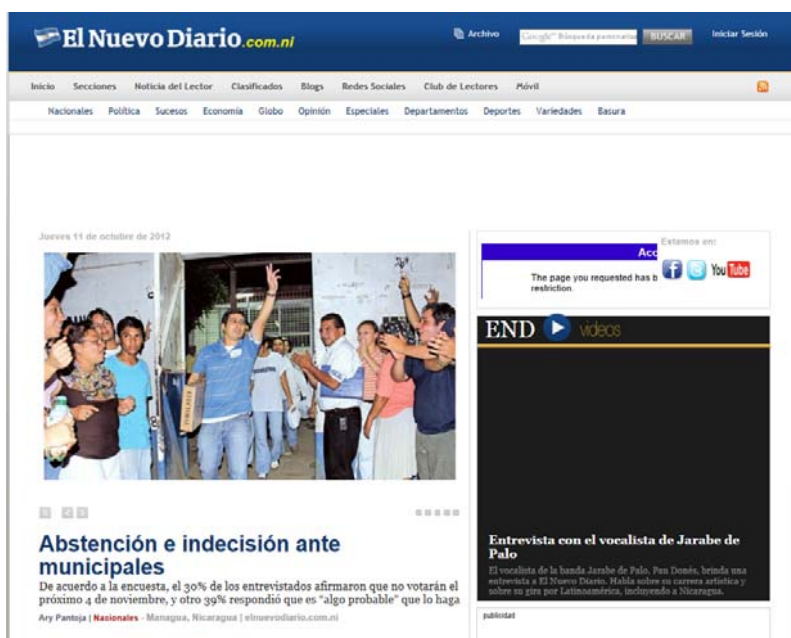 El Nuevo Diario.com.ni
Archivo
Google™ Búsqueda personaliza
BUSCAR
Iniciar Sesión
Inicio Secciones Noticia del Lector Clasificados Blogs Redes Sociales Club de Lectores Móvil
Nacionales Política Sucesos Economía Globo Opinión Especiales Departamentos Deportes Variedades Basura
Jueves 11 de octubre de 2012
Estamos en:
Acc
The page you requested has b
restriction.
You Tube
END videos
Entrevista con el vocalista de Jarabe de
Palo
El vocalista de la banda Jarabe de Palo, Pau Donés, brinda una
entrevista a El Nuevo Diario. Habla sobre su carrera artística y
sobre su gira por Latinoamérica, incluyendo a Nicaragua.
publicidad
Abstención e indecisión ante
municipales
De acuerdo a la encuesta, el 30% de los entrevistados afirmaron que no votarán el
próximo 4 de noviembre, y otro 39% respondió que es “algo probable” que lo haga
Ary Pantoja | Nacionales - Managua, Nicaragua | elnuevodiario.com.ni